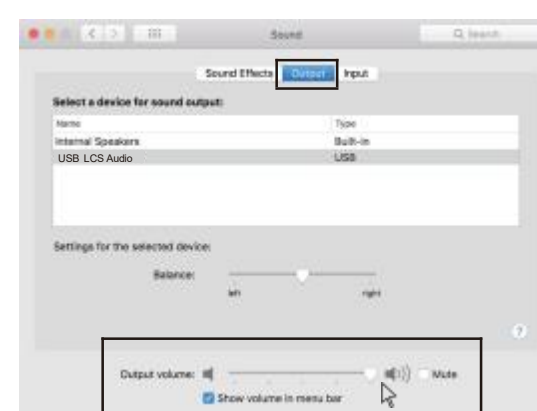 Sound
Search
Sound Effects Output Input
Select a device for sound output:
Name Type
Internal Speakers Built-in
USB LCS Audio USB
Settings for the selected device:
Balance:
left right
?
Output volume: Mute
Show volume in menu bar